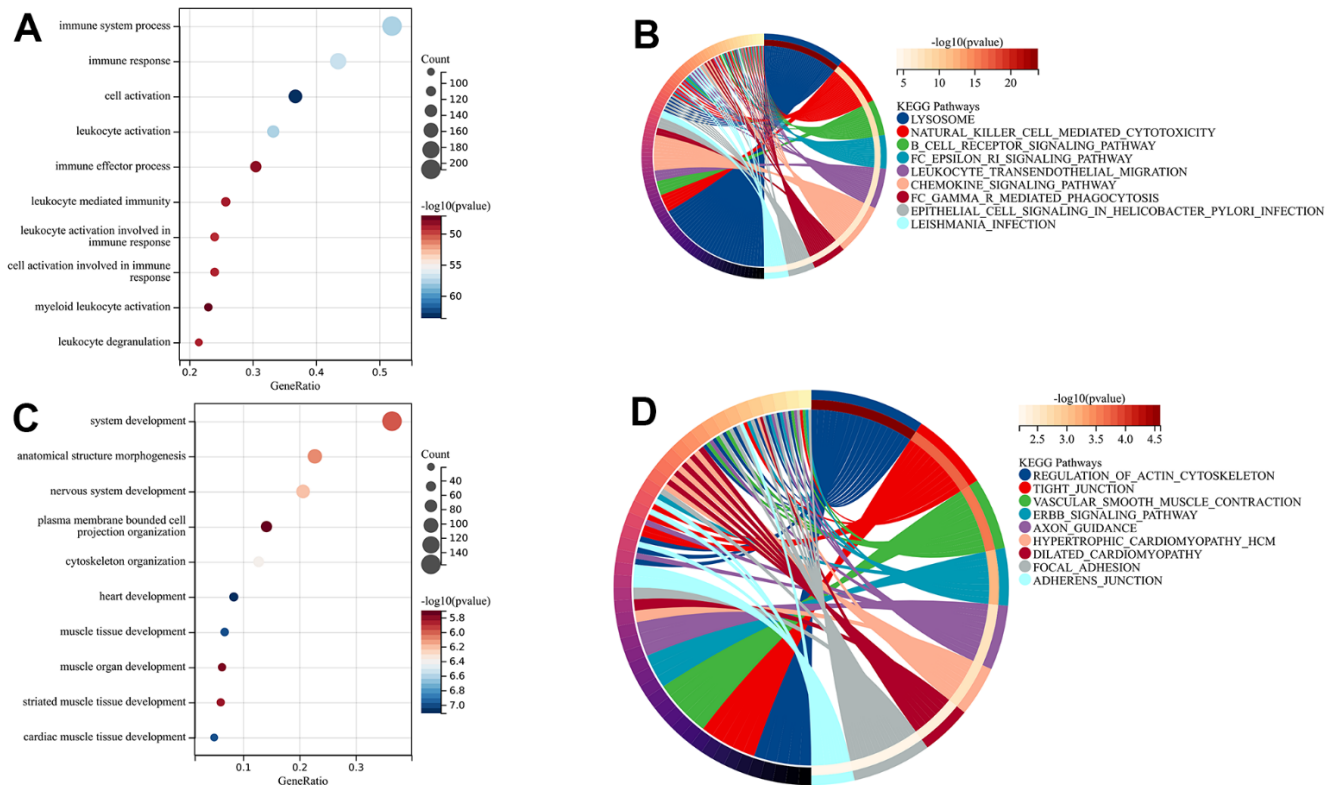 A
immune system process
immune response
cell activation
leukocyte activation
immune effector process
leukocyte mediated immunity
leukocyte activation involved in
immune response
cell activation involved in immune
response
myeloid leukocyte activation
leukocyte degranulation
0.2 0.3 0.4 0.5
GeneRatio
Count
100
120
140
160
180
200
-log10(pvalue)
50
55
60
B
-log10(pvalue)
5 10 15 20
KEGG Pathways
LYSOSOME
NATURAL_KILLER_CELL_MEDIATED_CYTOTOXICITY
B_CELL_RECEPTOR_SIGNALING_PATHWAY
FC_EPSILON_RI_SIGNALING_PATHWAY
LEUKOCYTE_TRANSENDOTHELIAL_MIGRATION
CHEMOKINE_SIGNALING_PATHWAY
FC_GAMMA_R_MEDIATED_PHAGOCYTOSIS
EPITHELIAL_CELL_SIGNALING_IN_HELICOBACTER_PYLORI_INFECTION
LEISHMANIA_INFECTION
C
system development
anatomical structure morphogenesis
nervous system development
plasma membrane bounded cell
projection organization
cytoskeleton organization
heart development
muscle tissue development
muscle organ development
striated muscle tissue development
cardiac muscle tissue development
0.1 0.2 0.3
GeneRatio
Count
40
60
80
100
120
140
-log10(pvalue)
5.8
6.0
6.2
6.4
6.6
6.8
7.0
D
-log10(pvalue)
2.5 3.0 3.5 4.0 4.5
KEGG Pathways
REGULATION_OF_ACTIN_CYTOSKELETON
TIGHT_JUNCTION
VASCULAR_SMOOTH_MUSCLE_CONTRACTION
ERBB_SIGNALING_PATHWAY
AXON_GUIDANCE
HYPERTROPHIC_CARDIOMYOPATHY_HCM
DILATED_CARDIOMYOPATHY
FOCAL_ADHESION
ADHERENS_JUNCTION